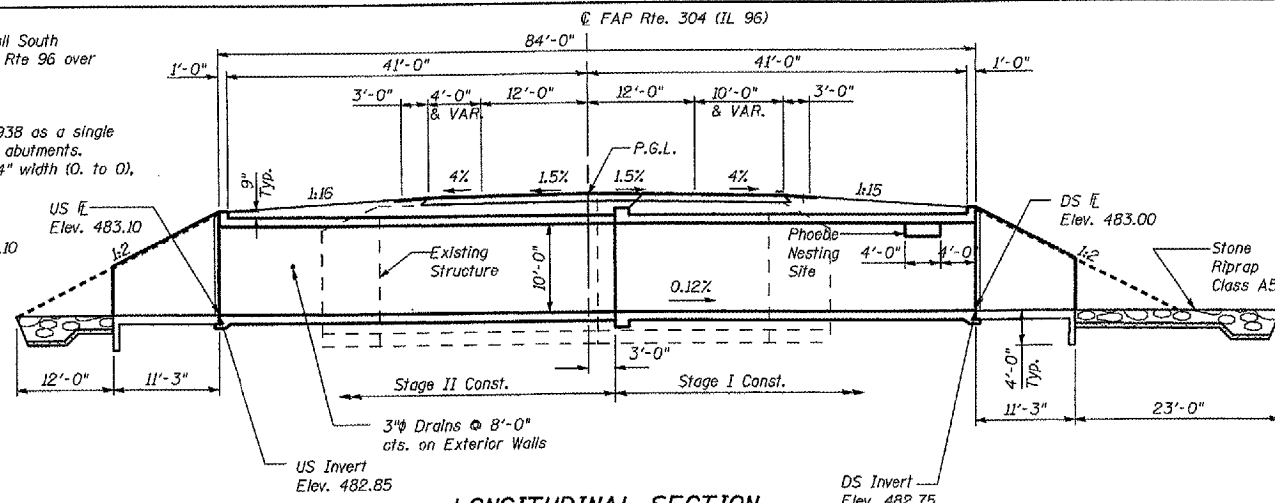 ℄ FAP Rte. 304 (IL 96)
all South
Rte 96 over
84'-0"
1'-0"
41'-0"
41'-0"
1'-0"
3'-0"
4'-0"
& VAR.
12'-0"
12'-0"
10'-0"
& VAR.
3'-0"
938 as a single
abutments.
4" width (O. to O),
P.G.L.
9"
Typ.
1:16
4%
1.5%
1.5%
4%
1:15
US ℄
Elev. 483.10
DS ℄
Elev. 483.00
.10
1:2
Existing
Structure
10'-0"
Phoebe
Nesting
Site
4'-0"
4'-0"
1:2
Stone
Riprap
Class A5
0.12%
3'-0"
4'-0"
Typ.
12'-0"
11'-3"
Stage II Const.
Stage I Const.
11'-3"
23'-0"
3"ϕ Drains @ 8'-0"
cts. on Exterior Walls
US Invert
Elev. 482.85
DS Invert
Elev. 482.75
LONGITUDINAL SECTION